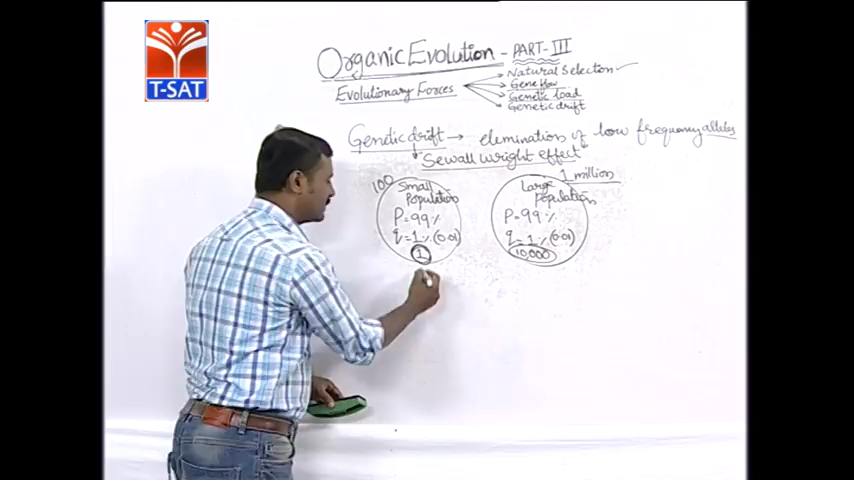 T-SAT
Organic Evolution - PART-III
Evolutionary Forces
Natural Selection
Gene flow
Genetic load
Genetic drift
Genetic drift → elemination of low frequency alleles
"Sewall wright effect"
100
Small
Population
P=99%
q=1% (0.01)
1
1 million
Large
Population
P=99%
q=1% (0.01)
10,000